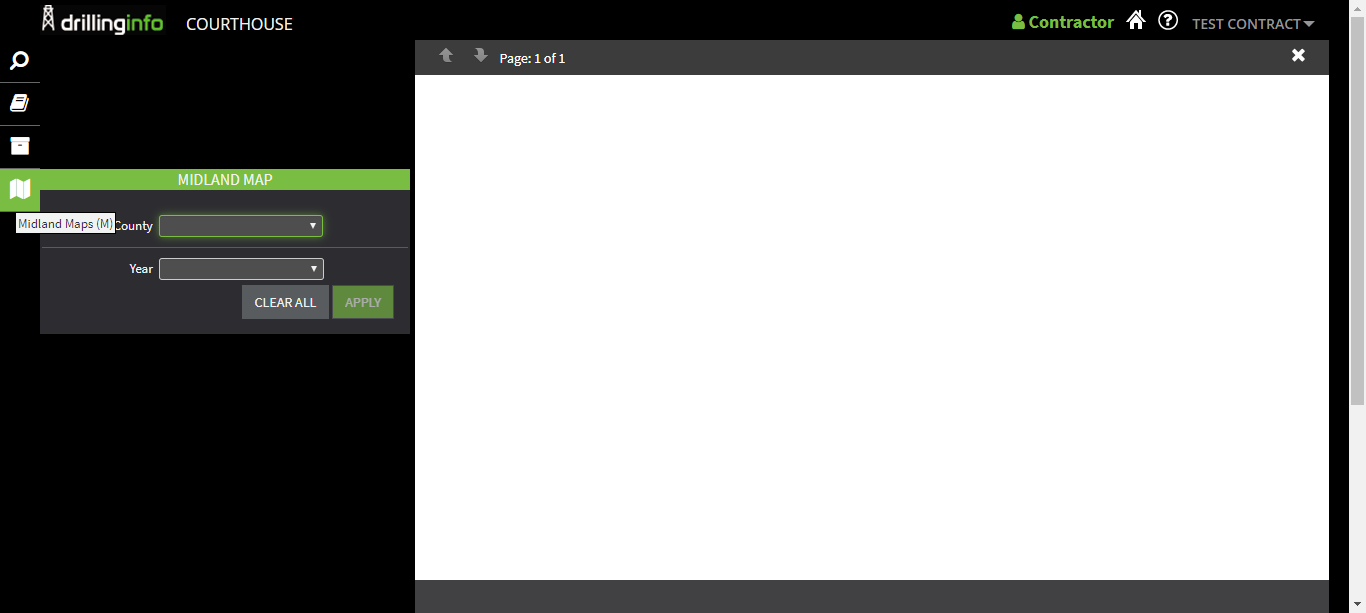 drillinginfo COURTHOUSE Contractor TEST CONTRACT
Page: 1 of 1
MIDLAND MAP
Midland Maps (M) County
Year
CLEAR ALL APPLY